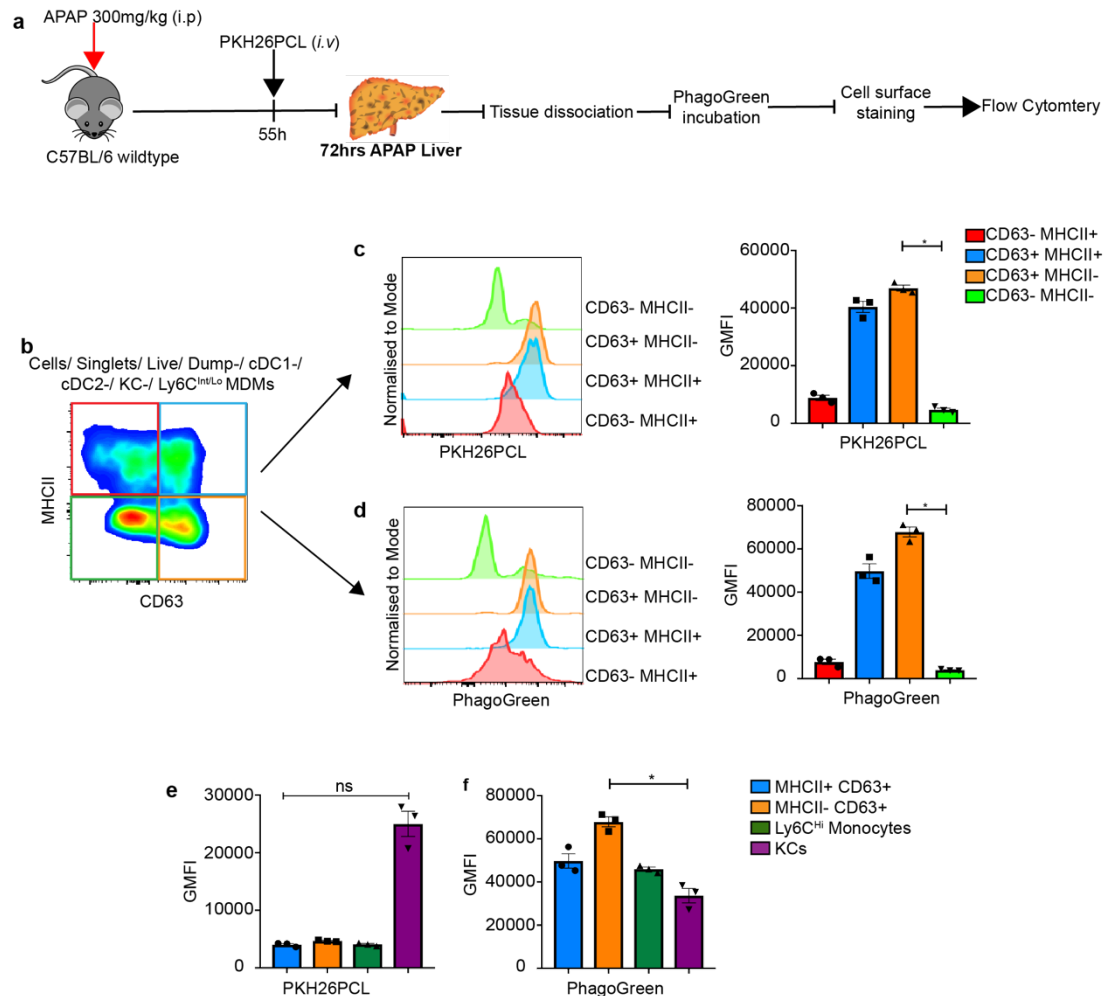 a
APAP 300mg/kg (i.p)
PKH26PCL (i.v)
55h
C57BL/6 wildtype
72hrs APAP Liver
Tissue dissociation
PhagoGreen
incubation
Cell surface
staining
Flow Cytomtery
b
Cells/ Singlets/ Live/ Dump-/ cDC1-/
cDC2-/ KC-/ Ly6CInt/Lo MDMs
MHCII
CD63
c
Normalised to Mode
CD63- MHCII-
CD63+ MHCII-
CD63+ MHCII+
CD63- MHCII+
PKH26PCL
GMFI
60000
40000
20000
0
*
PKH26PCL
CD63- MHCII+
CD63+ MHCII+
CD63+ MHCII-
CD63- MHCII-
d
Normalised to Mode
CD63- MHCII-
CD63+ MHCII-
CD63+ MHCII+
CD63- MHCII+
PhagoGreen
GMFI
80000
60000
40000
20000
0
*
PhagoGreen
e
GMFI
30000
20000
10000
0
ns
PKH26PCL
f
GMFI
80000
60000
40000
20000
0
*
PhagoGreen
MHCII+ CD63+
MHCII- CD63+
Ly6CHi Monocytes
KCs